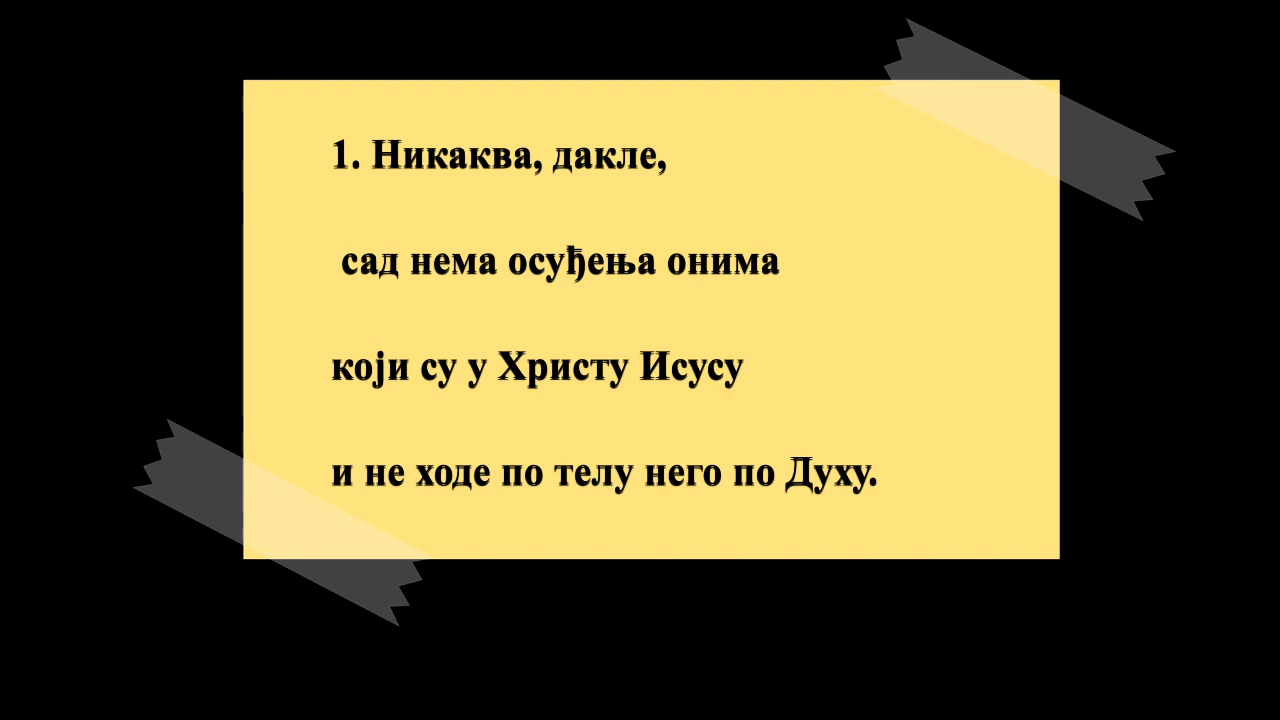 1. Никаква, дакле,
сад нема осуђења онима
који су у Христу Исусу
и не ходе по телу него по Духу.